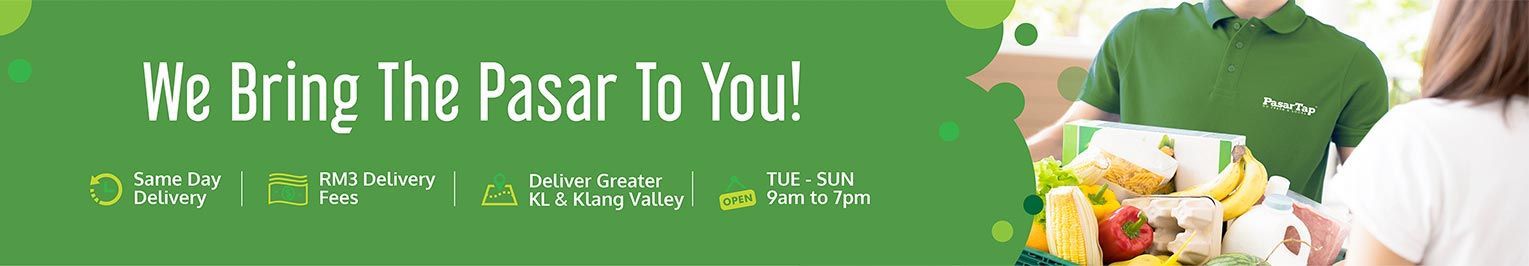 We Bring The Pasar To You!
Same Day
Delivery
RM3 Delivery
Fees
Deliver Greater
KL & Klang Valley
OPEN
TUE - SUN
9am to 7pm
PasarTap